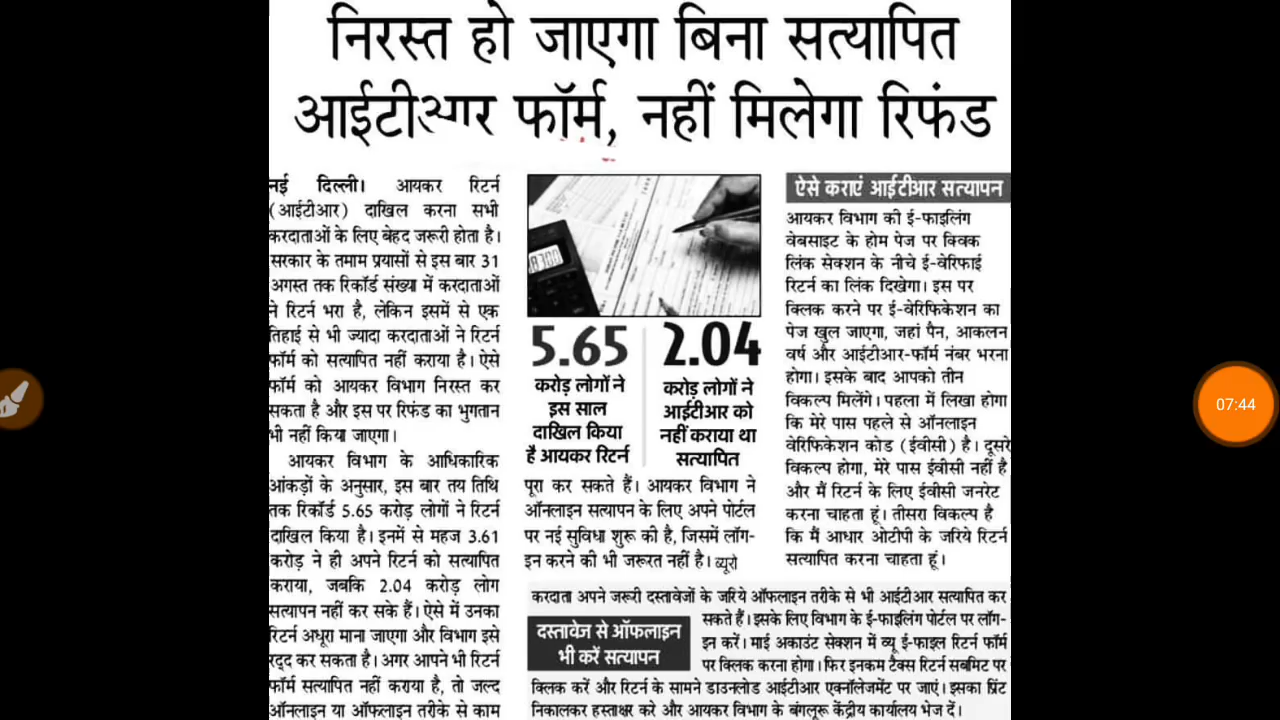 निरस्त हो जाएगा बिना सत्यापित
आईटीआर फॉर्म, नहीं मिलेगा रिफंड
नई दिल्ली। आयकर रिटर्न
(आईटीआर) दाखिल करना सभी
करदाताओं के लिए बेहद जरूरी होता है।
सरकार के तमाम प्रयासों से इस बार 31
अगस्त तक रिकॉर्ड संख्या में करदाताओं
ने रिटर्न भरा है, लेकिन इसमें से एक
तिहाई से भी ज्यादा करदाताओं ने रिटर्न
फॉर्म को सत्यापित नहीं कराया है। ऐसे
फॉर्म को आयकर विभाग निरस्त कर
सकता है और इस पर रिफंड का भुगतान
भी नहीं किया जाएगा।
आयकर विभाग के आधिकारिक
आंकड़ों के अनुसार, इस बार तय तिथि
तक रिकॉर्ड 5.65 करोड़ लोगों ने रिटर्न
दाखिल किया है। इनमें से महज 3.61
करोड़ ने ही अपने रिटर्न को सत्यापित
कराया, जबकि 2.04 करोड़ लोग
सत्यापन नहीं कर सके हैं। ऐसे में उनका
रिटर्न अधूरा माना जाएगा और विभाग इसे
रद्द कर सकता है। अगर आपने भी रिटर्न
फॉर्म सत्यापित नहीं कराया है, तो जल्द
ऑनलाइन या ऑफलाइन तरीके से काम
5.65
करोड़ लोगों ने
इस साल
दाखिल किया
है आयकर रिटर्न
2.04
करोड़ लोगों ने
आईटीआर को
नहीं कराया था
सत्यापित
पूरा कर सकते हैं। आयकर विभाग ने
ऑनलाइन सत्यापन के लिए अपने पोर्टल
पर नई सुविधा शुरू की है, जिसमें लॉग-
इन करने की भी जरूरत नहीं है। ब्यूरो
ऐसे कराएं आईटीआर सत्यापन
आयकर विभाग की ई-फाइलिंग
वेबसाइट के होम पेज पर क्विक
लिंक सेक्शन के नीचे ई-वेरिफाई
रिटर्न का लिंक दिखेगा। इस पर
क्लिक करने पर ई-वेरिफिकेशन का
पेज खुल जाएगा, जहां पैन, आकलन
वर्ष और आईटीआर-फॉर्म नंबर भरना
होगा। इसके बाद आपको तीन
विकल्प मिलेंगे। पहला में लिखा होगा
कि मेरे पास पहले से ऑनलाइन
वेरिफिकेशन कोड (ईवीसी) है। दूसरे
विकल्प होगा, मेरे पास ईवीसी नहीं है
और मैं रिटर्न के लिए ईवीसी जनरेट
करना चाहता हूं। तीसरा विकल्प है
कि मैं आधार ओटीपी के जरिये रिटर्न
सत्यापित करना चाहता हूं।
दस्तावेज से ऑफलाइन
भी करें सत्यापन
करदाता अपने जरूरी दस्तावेजों के जरिये ऑफलाइन तरीके से भी आईटीआर सत्यापित कर
सकते हैं। इसके लिए विभाग के ई-फाइलिंग पोर्टल पर लॉग-
इन करें। माई अकाउंट सेक्शन में व्यू ई-फाइल रिटर्न फॉर्म
पर क्लिक करना होगा। फिर इनकम टैक्स रिटर्न सबमिट पर
क्लिक करें और रिटर्न के सामने डाउनलोड आईटीआर एक्नॉलेजमेंट पर जाएं। इसका प्रिंट
निकालकर हस्ताक्षर करे और आयकर विभाग के बंगलूरू केंद्रीय कार्यालय भेज दें।
07:44